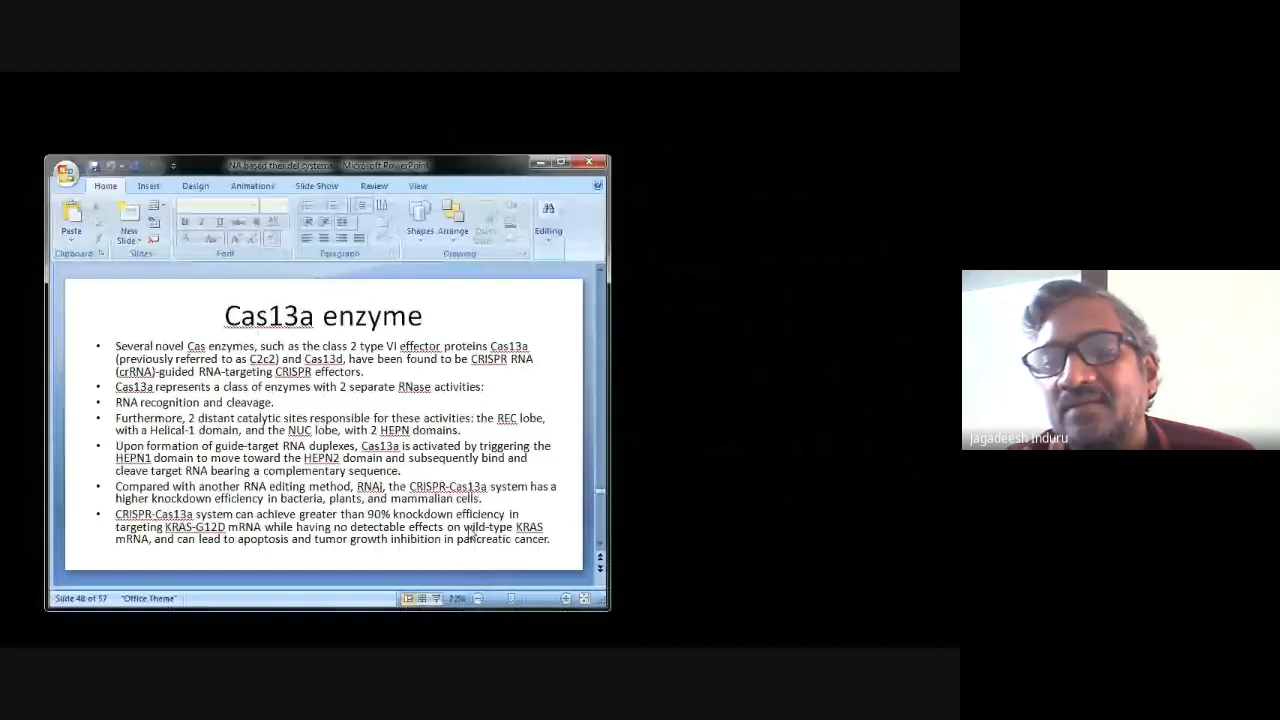 NA based ther del systems - Microsoft PowerPoint
Home Insert Design Animations Slide Show Review View
Paste
New
Slide
Shapes Arrange Quick
Styles
Editing
Clipboard Slides Font Paragraph Drawing
Cas13a enzyme
• Several novel Cas enzymes, such as the class 2 type VI effector proteins Cas13a
(previously referred to as C2c2) and Cas13d, have been found to be CRISPR RNA
(crRNA)-guided RNA-targeting CRISPR effectors.
• Cas13a represents a class of enzymes with 2 separate RNase activities:
• RNA recognition and cleavage.
• Furthermore, 2 distant catalytic sites responsible for these activities: the REC lobe,
with a Helical-1 domain, and the NUC lobe, with 2 HEPN domains.
• Upon formation of guide-target RNA duplexes, Cas13a is activated by triggering the
HEPN1 domain to move toward the HEPN2 domain and subsequently bind and
cleave target RNA bearing a complementary sequence.
• Compared with another RNA editing method, RNAi, the CRISPR-Cas13a system has a
higher knockdown efficiency in bacteria, plants, and mammalian cells.
• CRISPR-Cas13a system can achieve greater than 90% knockdown efficiency in
targeting KRAS-G12D mRNA while having no detectable effects on wild-type KRAS
mRNA, and can lead to apoptosis and tumor growth inhibition in pancreatic cancer.
Slide 48 of 57 "Office Theme" 72%
Jagadeesh Induru